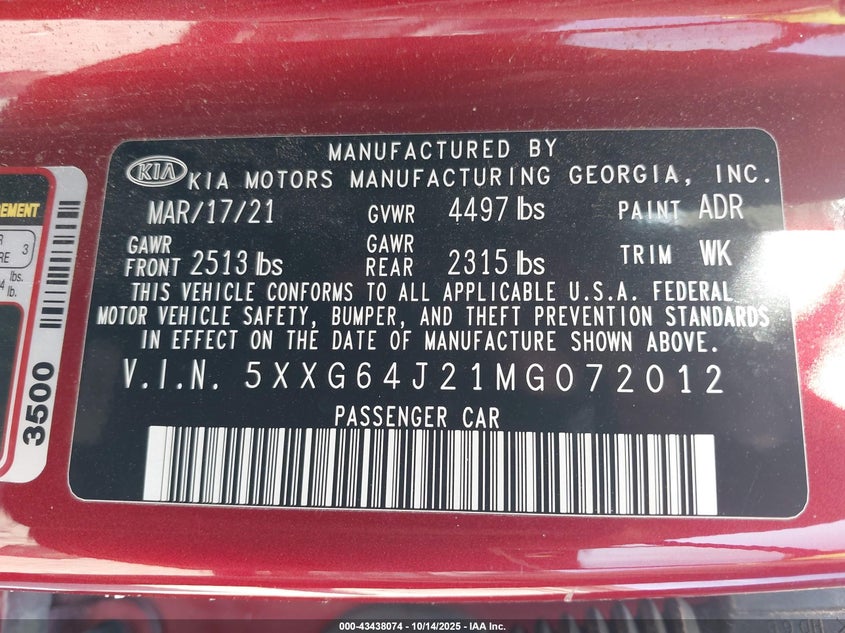 MANUFACTURED BY
KIA
KIA MOTORS MANUFACTURING GEORGIA, INC.
MAR/17/21 GVWR 4497 lbs PAINT ADR
GAWR FRONT 2513 lbs GAWR REAR 2315 lbs TRIM WK
THIS VEHICLE CONFORMS TO ALL APPLICABLE U.S.A. FEDERAL
MOTOR VEHICLE SAFETY, BUMPER, AND THEFT PREVENTION STANDARDS
IN EFFECT ON THE DATE OF MANUFACTURE SHOWN ABOVE.
V.I.N. 5XXG64J21MG072012
PASSENGER CAR
3
lbs.
lb.
3500
000-43438074 - 10/14/2025 - IAA Inc.